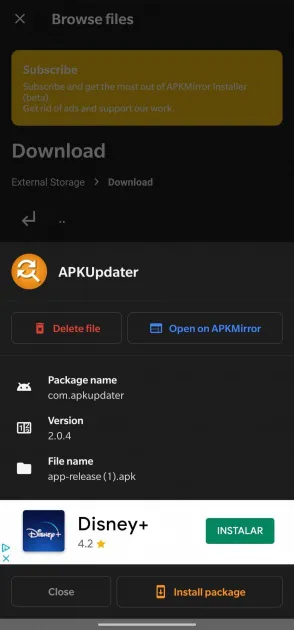 Browse files
Subscribe
Subscribe and get the most out of APKMirror Installer
(beta)
Get rid of ads and support our work.
Download
External Storage > Download
..
APKUpdater
Delete file
Open on APKMirror
Package name
com.apkupdater
Version
2.0.4
File name
app-release (1).apk
Disney+
Disney+
4.2
INSTALAR
Close
Install package